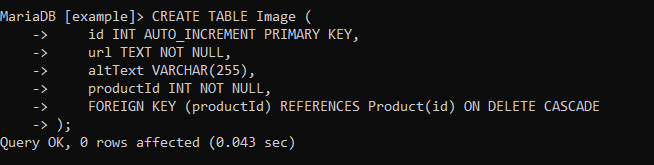 MariaDB [example]> CREATE TABLE Image (
    ->     id INT AUTO_INCREMENT PRIMARY KEY,
    ->     url TEXT NOT NULL,
    ->     altText VARCHAR(255),
    ->     productId INT NOT NULL,
    ->     FOREIGN KEY (productId) REFERENCES Product(id) ON DELETE CASCADE
    -> );
Query OK, 0 rows affected (0.043 sec)